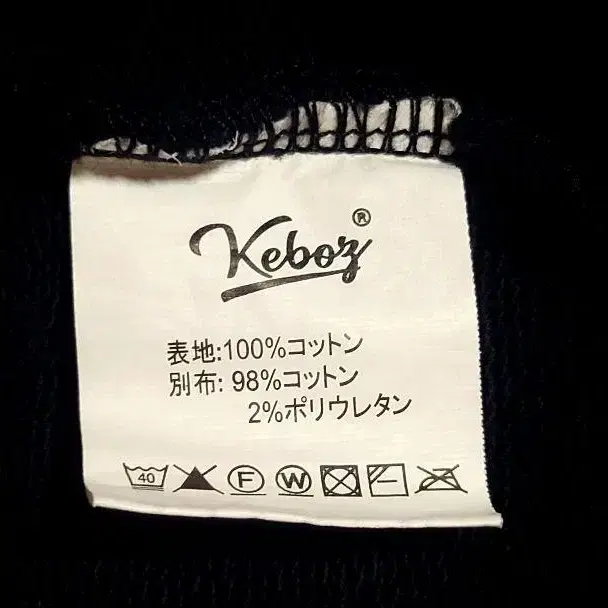 Keboz®
表地:100%コットン
別布: 98%コットン
2%ポリウレタン
40 F W